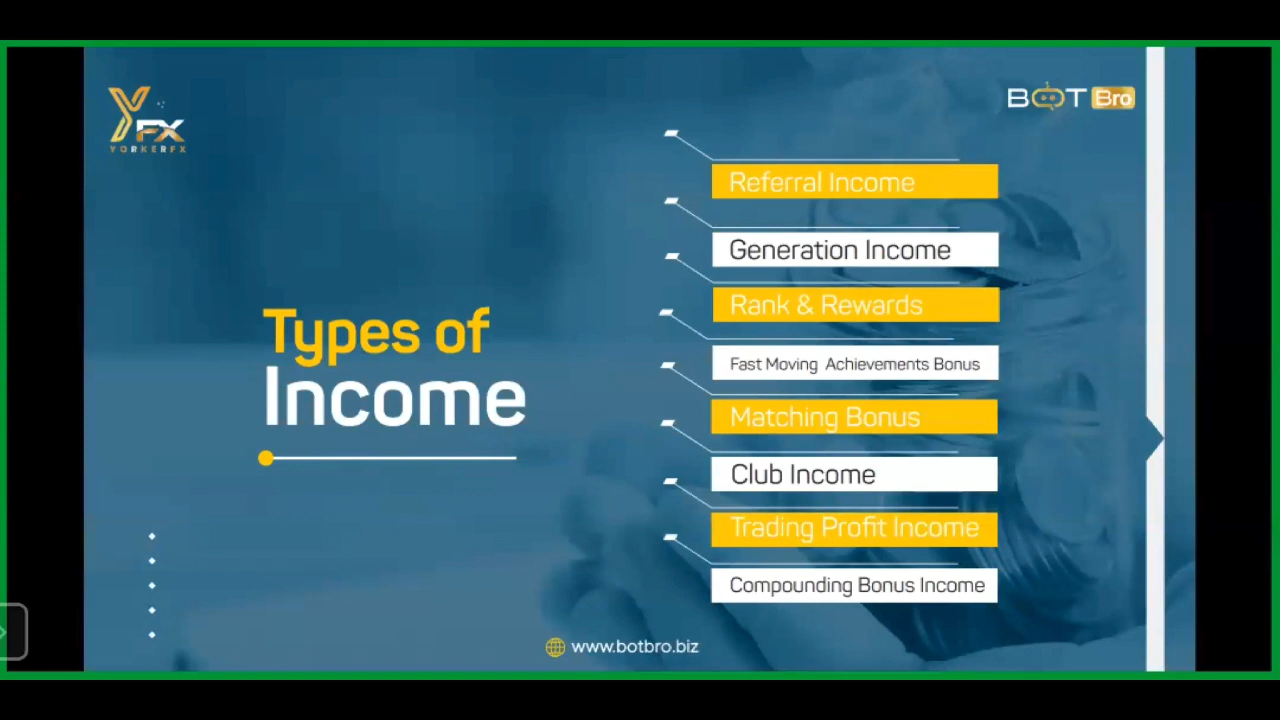 Y
FX
YORKERFX
BOT Bro
Referral Income
Generation Income
Rank & Rewards
Types of
Income
Fast Moving Achievements Bonus
Matching Bonus
Club Income
Trading Profit Income
Compounding Bonus Income
www.botbro.biz